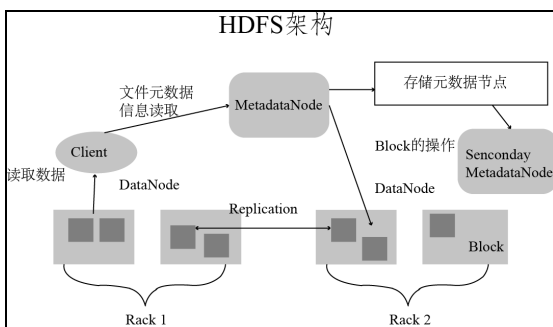 HDFS架构
文件元数据
信息读取
MetadataNode
存储元数据节点
Client
Block的操作
Senconday
MetadataNode
读取数据
DataNode
DataNode
Replication
Block
Rack 1
Rack 2